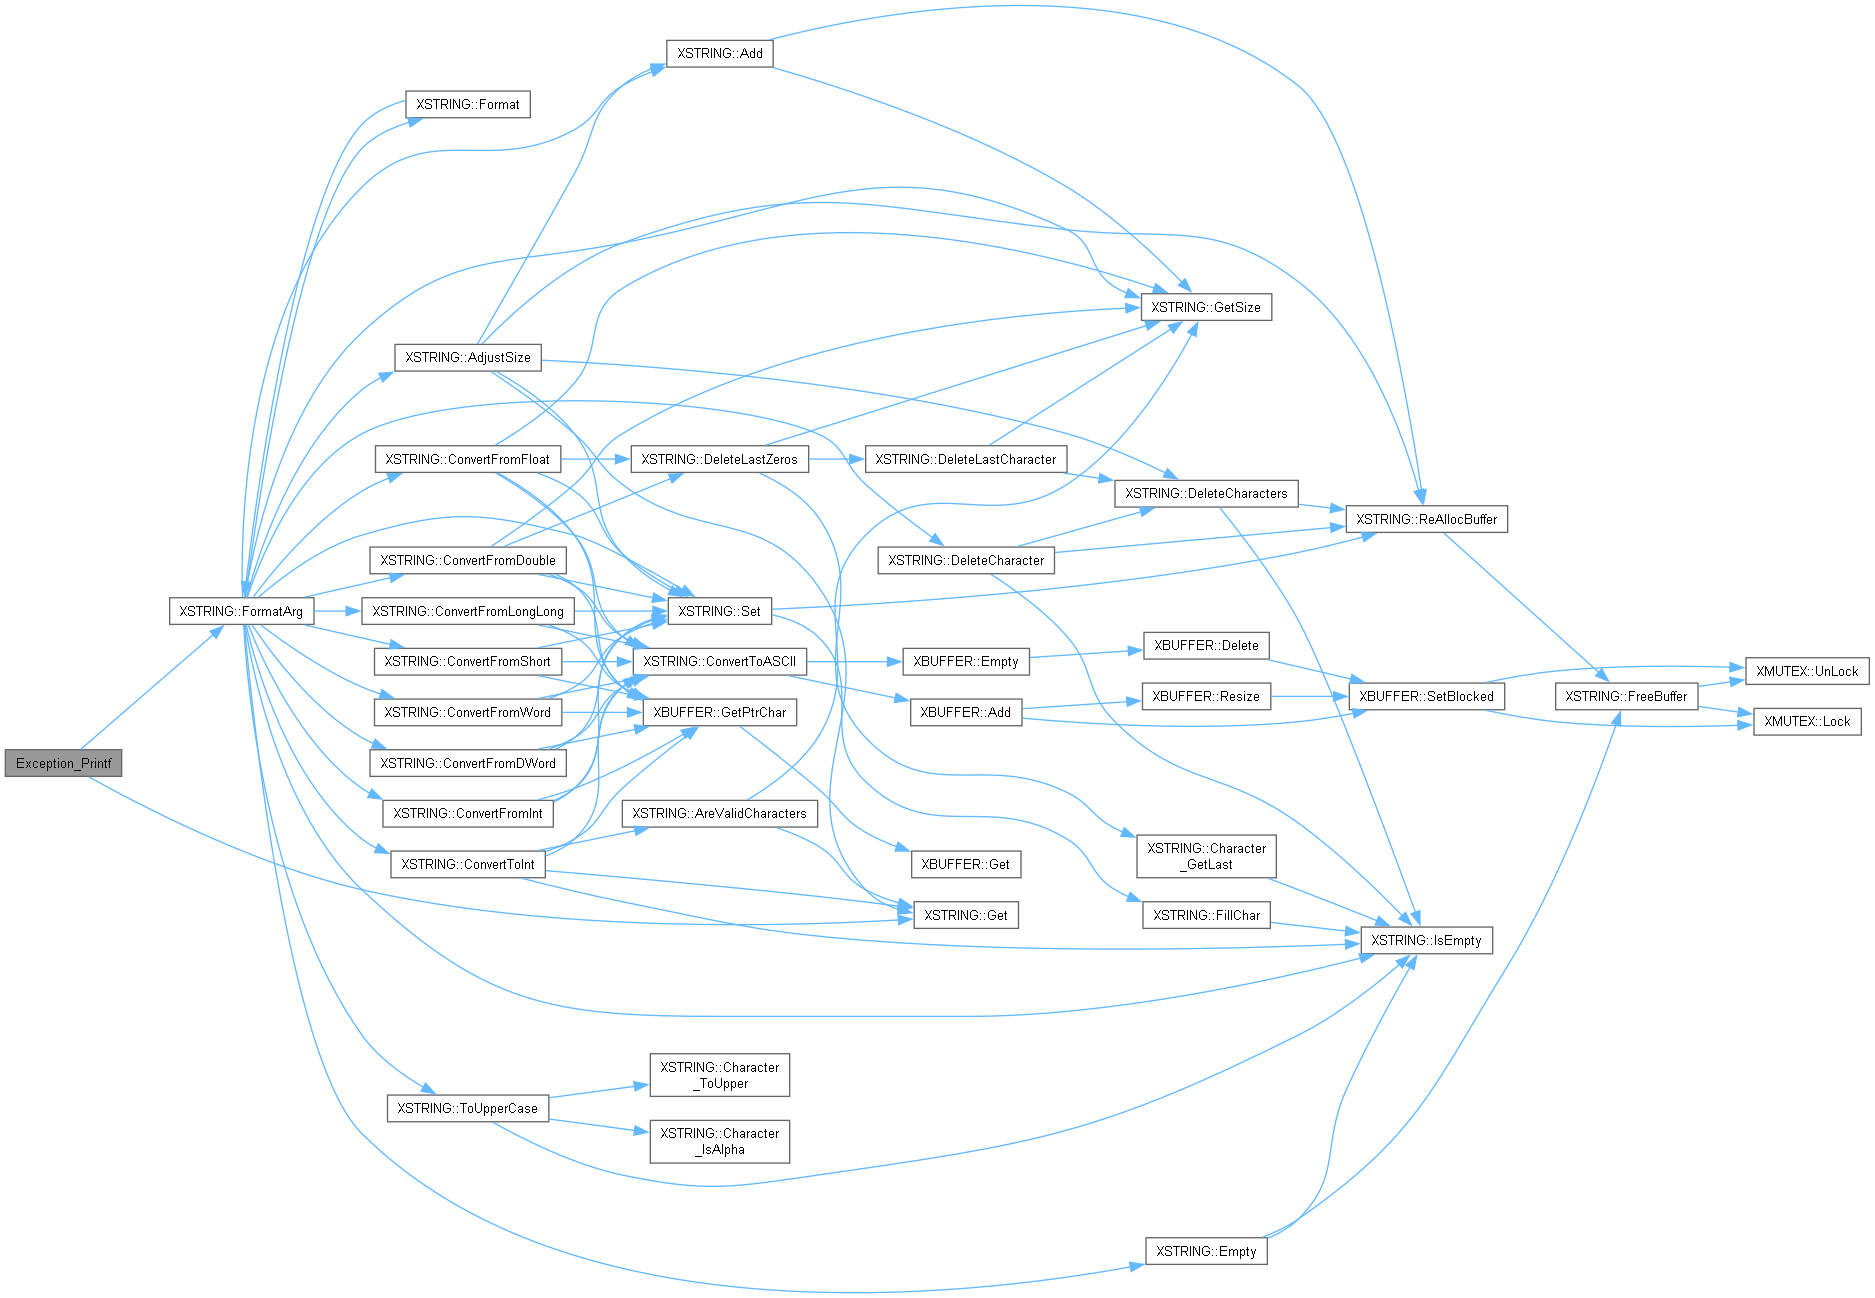 XSTRING::Add
XSTRING::Format
XSTRING::GetSize
XSTRING::AdjustSize
XSTRING::ConvertFromFloat
XSTRING::DeleteLastZeros
XSTRING::DeleteLastCharacter
XSTRING::DeleteCharacters
XSTRING::ReAllocBuffer
XSTRING::ConvertFromDouble
XSTRING::DeleteCharacter
XSTRING::FormatArg
XSTRING::ConvertFromLongLong
XSTRING::Set
XBUFFER::Delete
XSTRING::ConvertFromShort
XSTRING::ConvertToASCII
XBUFFER::Empty
XMUTEX::UnLock
XBUFFER::Resize
XBUFFER::SetBlocked
XSTRING::FreeBuffer
XSTRING::ConvertFromWord
XBUFFER::GetPtrChar
XBUFFER::Add
XMUTEX::Lock
Exception_Printf
XSTRING::ConvertFromDWord
XSTRING::ConvertFromInt
XSTRING::AreValidCharacters
XSTRING::Character
_GetLast
XSTRING::ConvertToInt
XBUFFER::Get
XSTRING::Get
XSTRING::FillChar
XSTRING::IsEmpty
XSTRING::Character
_ToUpper
XSTRING::ToUpperCase
XSTRING::Character
_IsAlpha
XSTRING::Empty